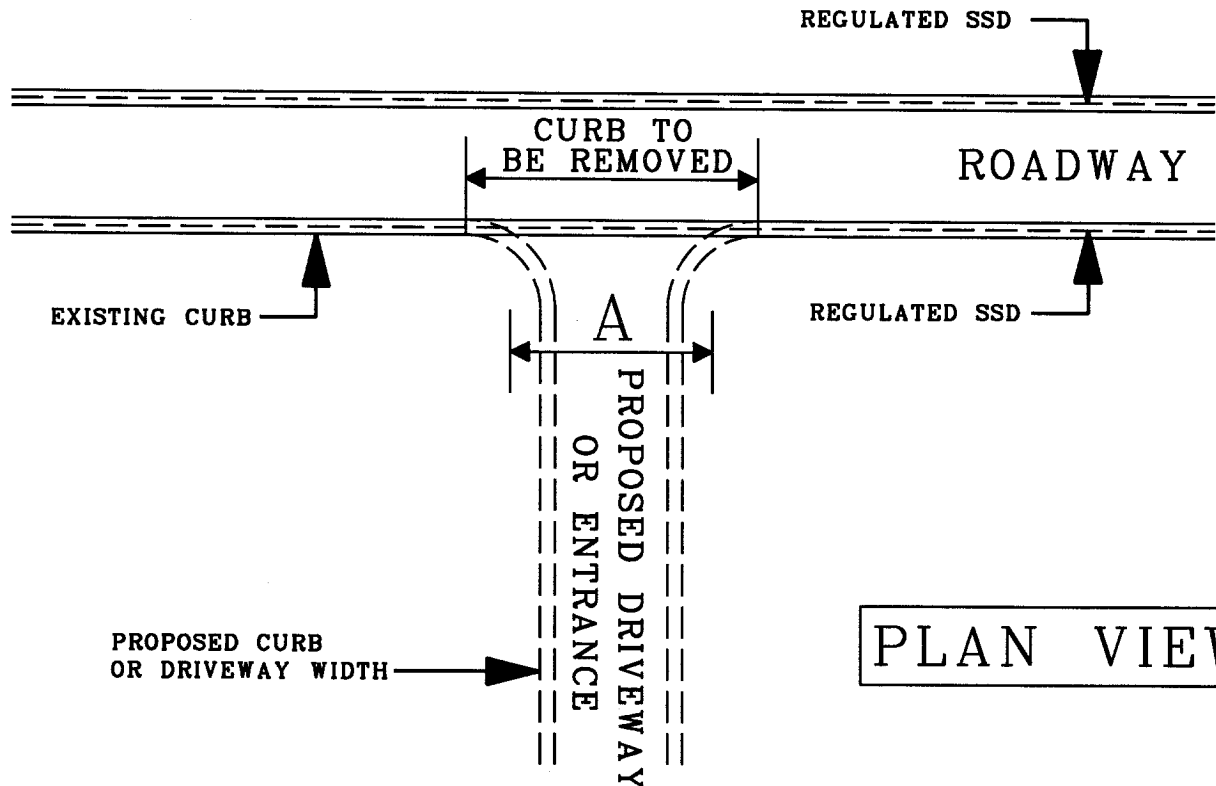 REGULATED SSD
CURB TO
BE REMOVED
ROADWAY
EXISTING CURB
REGULATED SSD
A
PROPOSED DRIVEWAY
OR ENTRANCE
PROPOSED CURB
OR DRIVEWAY WIDTH
PLAN VIEW